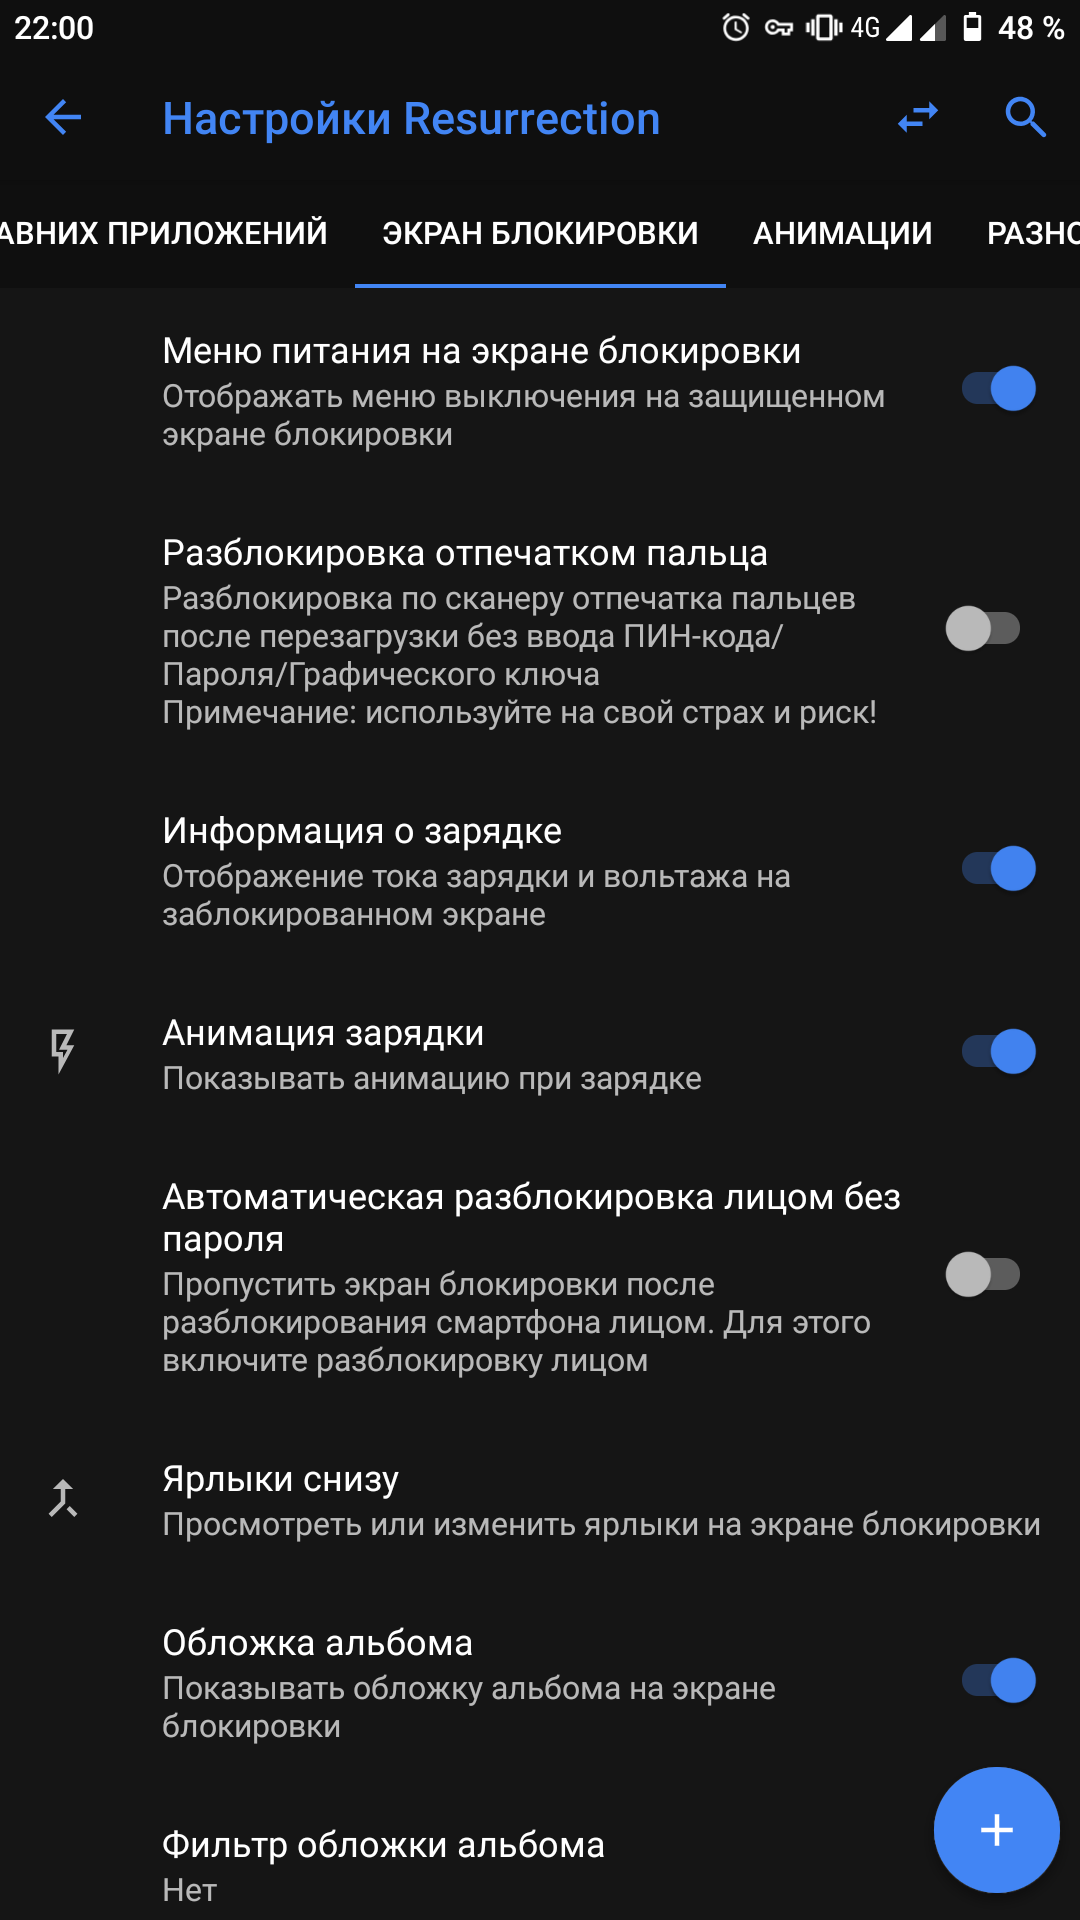 22:00 4G 48 %
Настройки Resurrection
АВНИХ ПРИЛОЖЕНИЙ ЭКРАН БЛОКИРОВКИ АНИМАЦИИ РАЗНО
Меню питания на экране блокировки
Отображать меню выключения на защищенном
экране блокировки
Разблокировка отпечатком пальца
Разблокировка по сканеру отпечатка пальцев
после перезагрузки без ввода ПИН-кода/
Пароля/Графического ключа
Примечание: используйте на свой страх и риск!
Информация о зарядке
Отображение тока зарядки и вольтажа на
заблокированном экране
Анимация зарядки
Показывать анимацию при зарядке
Автоматическая разблокировка лицом без
пароля
Пропустить экран блокировки после
разблокирования смартфона лицом. Для этого
включите разблокировку лицом
Ярлыки снизу
Просмотреть или изменить ярлыки на экране блокировки
Обложка альбома
Показывать обложку альбома на экране
блокировки
Фильтр обложки альбома
Нет